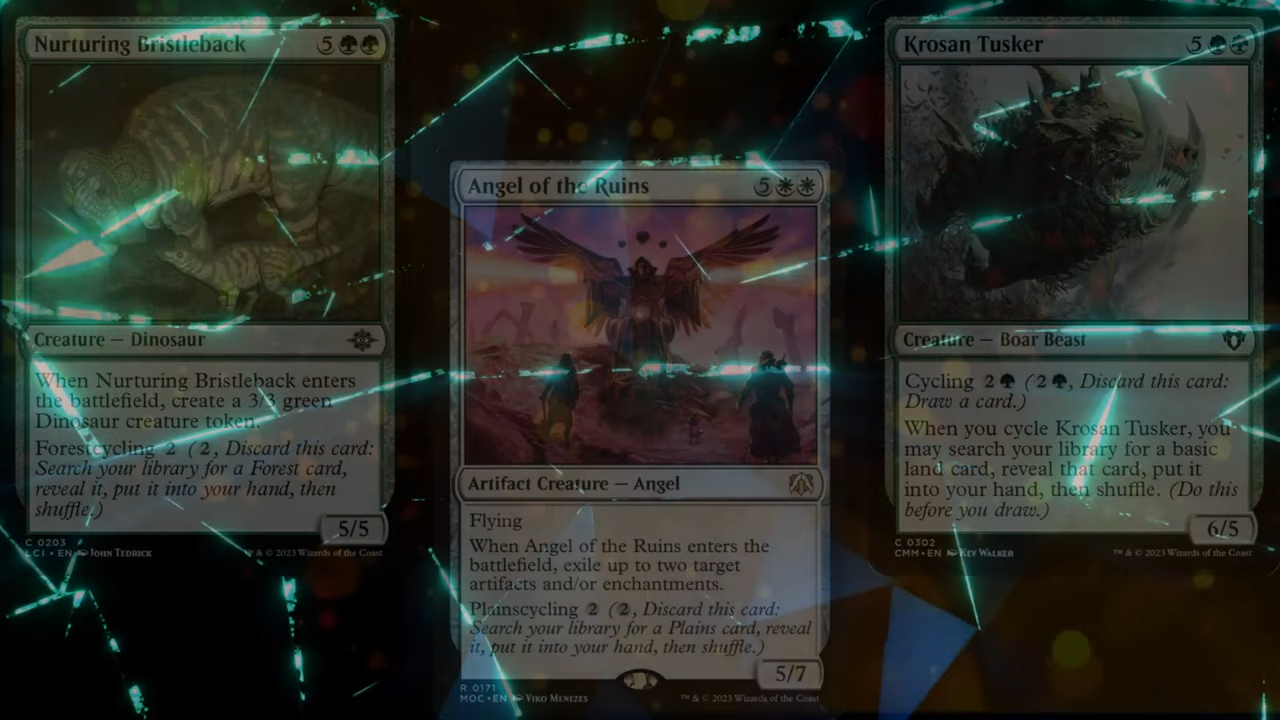 Nurturing Bristleback 5
Creature — Dinosaur
When Nurturing Bristleback enters
the battlefield, create a 3/3 green
Dinosaur creature token.
Forestcycling 2 (2, Discard this card:
Search your library for a Forest card,
reveal it, put it into your hand, then
shuffle.)
5/5
C 0203
LCI • EN JOHN TEDRICK ™ & © 2023 Wizards of the Coast
Angel of the Ruins 5
Artifact Creature — Angel
Flying
When Angel of the Ruins enters the
battlefield, exile up to two target
artifacts and/or enchantments.
Plainscycling 2 (2, Discard this card:
Search your library for a Plains card, reveal
it, put it into your hand, then shuffle.)
5/7
R 0171
MOC • EN VIKO MENEZES ™ & © 2023 Wizards of the Coast
Krosan Tusker 5
Creature — Boar Beast
Cycling 2 (2, Discard this card:
Draw a card.)
When you cycle Krosan Tusker, you
may search your library for a basic
land card, reveal that card, put it
into your hand, then shuffle. (Do this
before you draw.)
6/5
C 0302
CMM • EN KEV WALKER ™ & © 2023 Wizards of the Coast